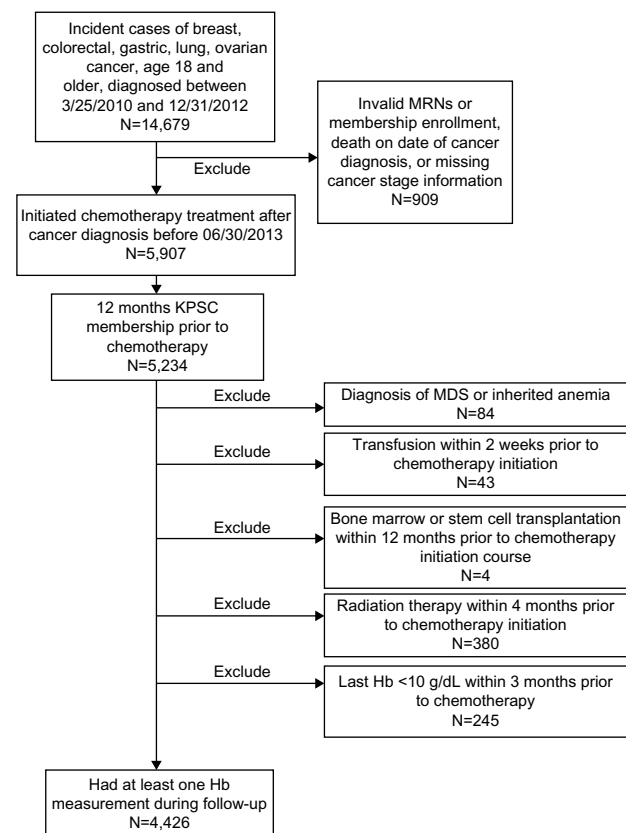 Incident cases of breast,
colorectal, gastric, lung, ovarian
cancer, age 18 and
older, diagnosed between
3/25/2010 and 12/31/2012
N=14,679
Exclude
Invalid MRNs or
membership enrollment,
death on date of cancer
diagnosis, or missing
cancer stage information
N=909
Initiated chemotherapy treatment after
cancer diagnosis before 06/30/2013
N=5,907
12 months KPSC
membership prior to
chemotherapy
N=5,234
Exclude
Diagnosis of MDS or inherited anemia
N=84
Exclude
Transfusion within 2 weeks prior to
chemotherapy initiation
N=43
Exclude
Bone marrow or stem cell transplantation
within 12 months prior to chemotherapy
initiation course
N=4
Exclude
Radiation therapy within 4 months prior
to chemotherapy initiation
N=380
Exclude
Last Hb <10 g/dL within 3 months prior
to chemotherapy
N=245
Had at least one Hb
measurement during follow-up
N=4,426